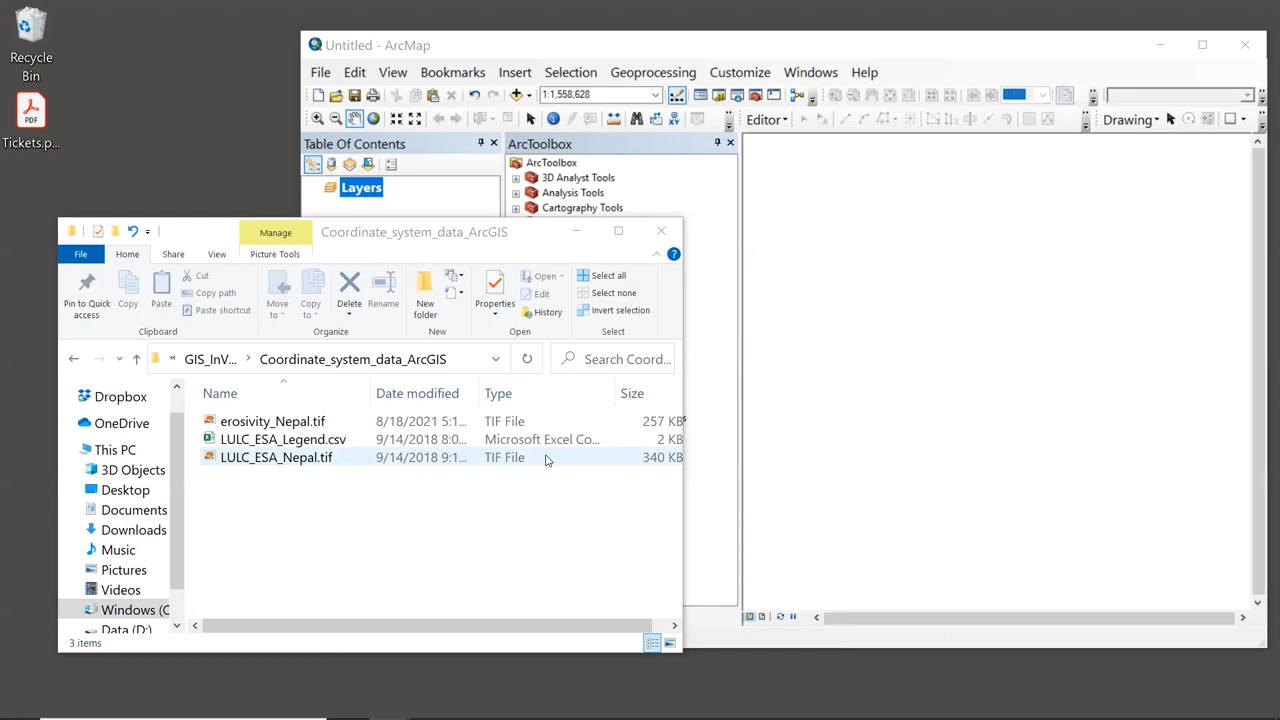 Recycle
Bin
PDF
Tickets.p...
Untitled - ArcMap
File Edit View Bookmarks Insert Selection Geoprocessing Customize Windows Help
1:1,558,628
Editor Drawing
Table Of Contents
ArcToolbox
Layers
ArcToolbox
3D Analyst Tools
Analysis Tools
Cartography Tools
Manage
Coordinate_system_data_ArcGIS
File Home Share View Picture Tools
Pin to Quick
access
Copy
Paste
Cut
Copy path
Paste shortcut
Clipboard
Move
to
Copy
to
Delete
Rename
Organize
New
folder
New
Properties
Open
Edit
History
Open
Select all
Select none
Invert selection
Select
« GIS_InV... > Coordinate_system_data_ArcGIS
Search Coord...
Name Date modified Type Size
erosivity_Nepal.tif 8/18/2021 5:1... TIF File 257 KB
LULC_ESA_Legend.csv 9/14/2018 8:0... Microsoft Excel Co... 2 KB
LULC_ESA_Nepal.tif 9/14/2018 9:1... TIF File 340 KB
Dropbox
OneDrive
This PC
3D Objects
Desktop
Documents
Downloads
Music
Pictures
Videos
Windows (C
Data (D:)
3 items